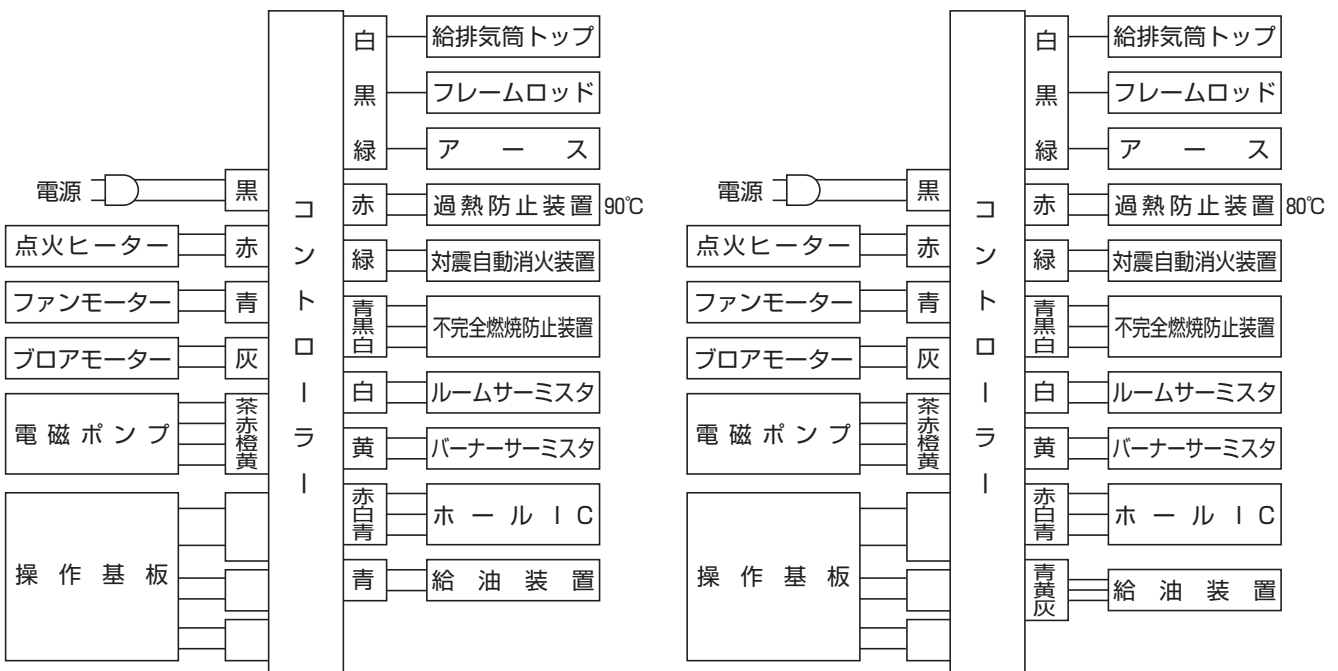 電源
黒
点火ヒーター
赤
ファンモーター
青
ブロアモーター
灰
電磁ポンプ
茶
赤
橙
黄
操作基板
コントローラー
白
給排気筒トップ
黒
フレームロッド
緑
アース
赤
過熱防止装置
90℃
緑
対震自動消火装置
青
黒
白
不完全燃焼防止装置
白
ルームサーミスタ
黄
バーナーサーミスタ
赤
白
青
ホールIC
青
給油装置
電源
黒
点火ヒーター
赤
ファンモーター
青
ブロアモーター
灰
電磁ポンプ
茶
赤
橙
黄
操作基板
コントローラー
白
給排気筒トップ
黒
フレームロッド
緑
アース
赤
過熱防止装置
80℃
緑
対震自動消火装置
青
黒
白
不完全燃焼防止装置
白
ルームサーミスタ
黄
バーナーサーミスタ
赤
白
青
ホールIC
青
黄
灰
給油装置